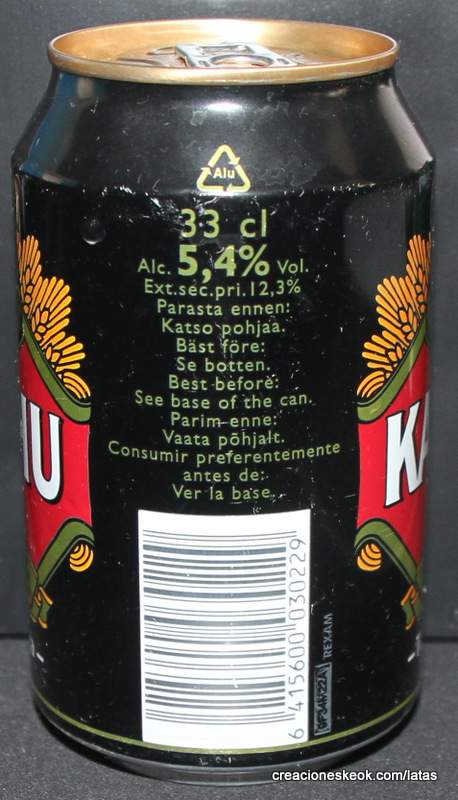 Alu
33 cl
Alc. 5,4% Vol.
Ext.sec.pri.12,3%
Parasta ennen:
Katso pohjaa.
Bäst före:
Se botten.
Best before:
See base of the can.
Parim enne:
Vaata põhjalt.
Consumir preferentemente
antes de:
Ver la base.
HU
KA
6 415600 030229
REXAM
creacioneskeok.com/latas